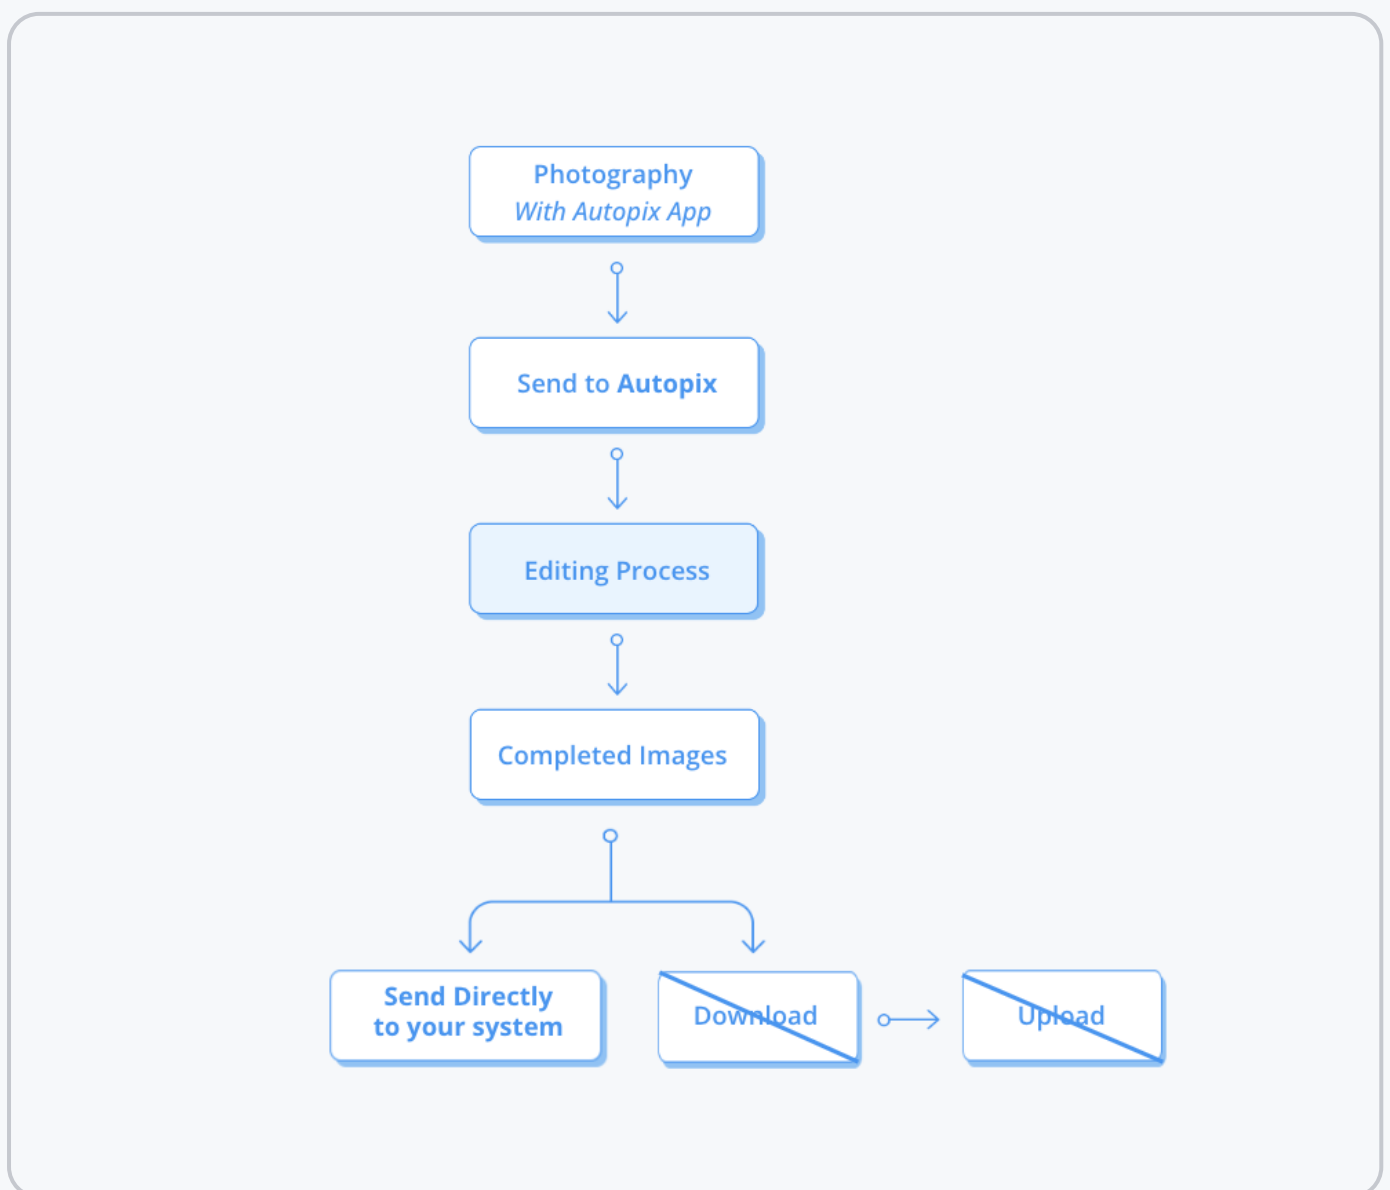 Photography
With Autopix App
Send to Autopix
Editing Process
Completed Images
Send Directly
to your system
Download
Upload